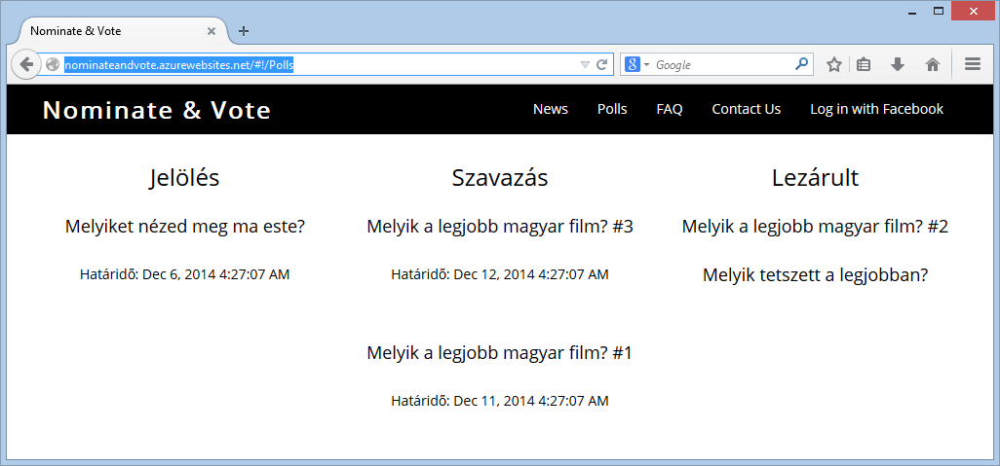 Nominate & Vote
nominateandvote.azurewebsites.net/#!/Polls
Google
Nominate & Vote
News Polls FAQ Contact Us Log in with Facebook
Jelölés
Melyiket nézed meg ma este?
Határidő: Dec 6, 2014 4:27:07 AM
Szavazás
Melyik a legjobb magyar film? #3
Határidő: Dec 12, 2014 4:27:07 AM
Melyik a legjobb magyar film? #1
Határidő: Dec 11, 2014 4:27:07 AM
Lezárult
Melyik a legjobb magyar film? #2
Melyik tetszett a legjobban?